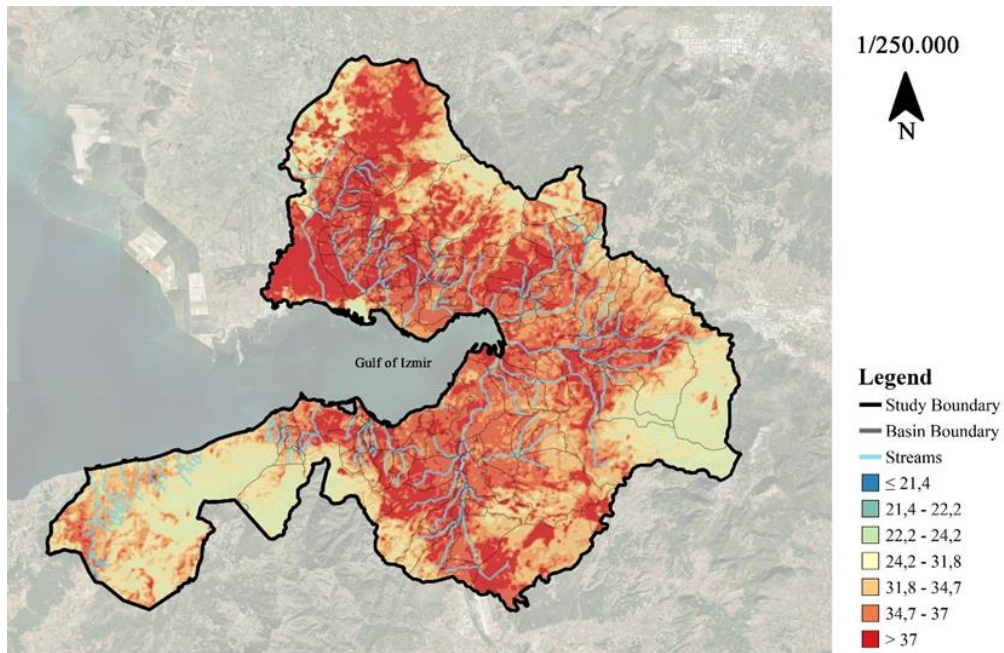 1/250.000
N
Gulf of Izmir
Legend
Study Boundary
Basin Boundary
Streams
≤ 21,4
21,4 - 22,2
22,2 - 24,2
24,2 - 31,8
31,8 - 34,7
34,7 - 37
> 37